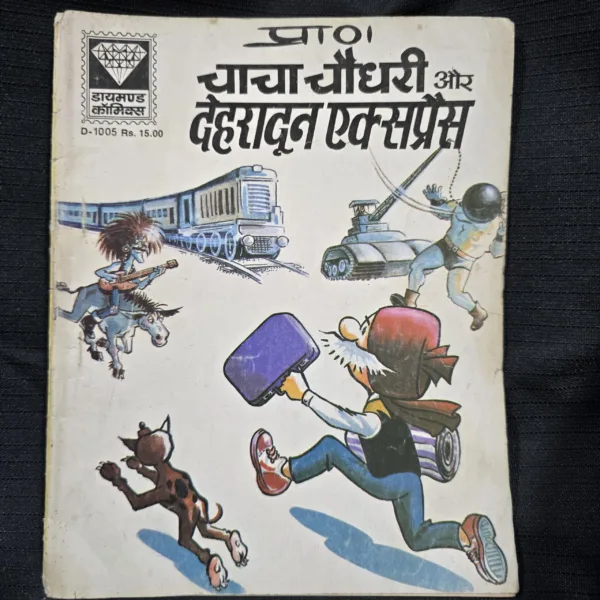 प्राण
चाचा चौधरी और
देहरादून एक्सप्रैस
डायमण्ड
कॉमिक्स
D-1005 Rs. 15.00